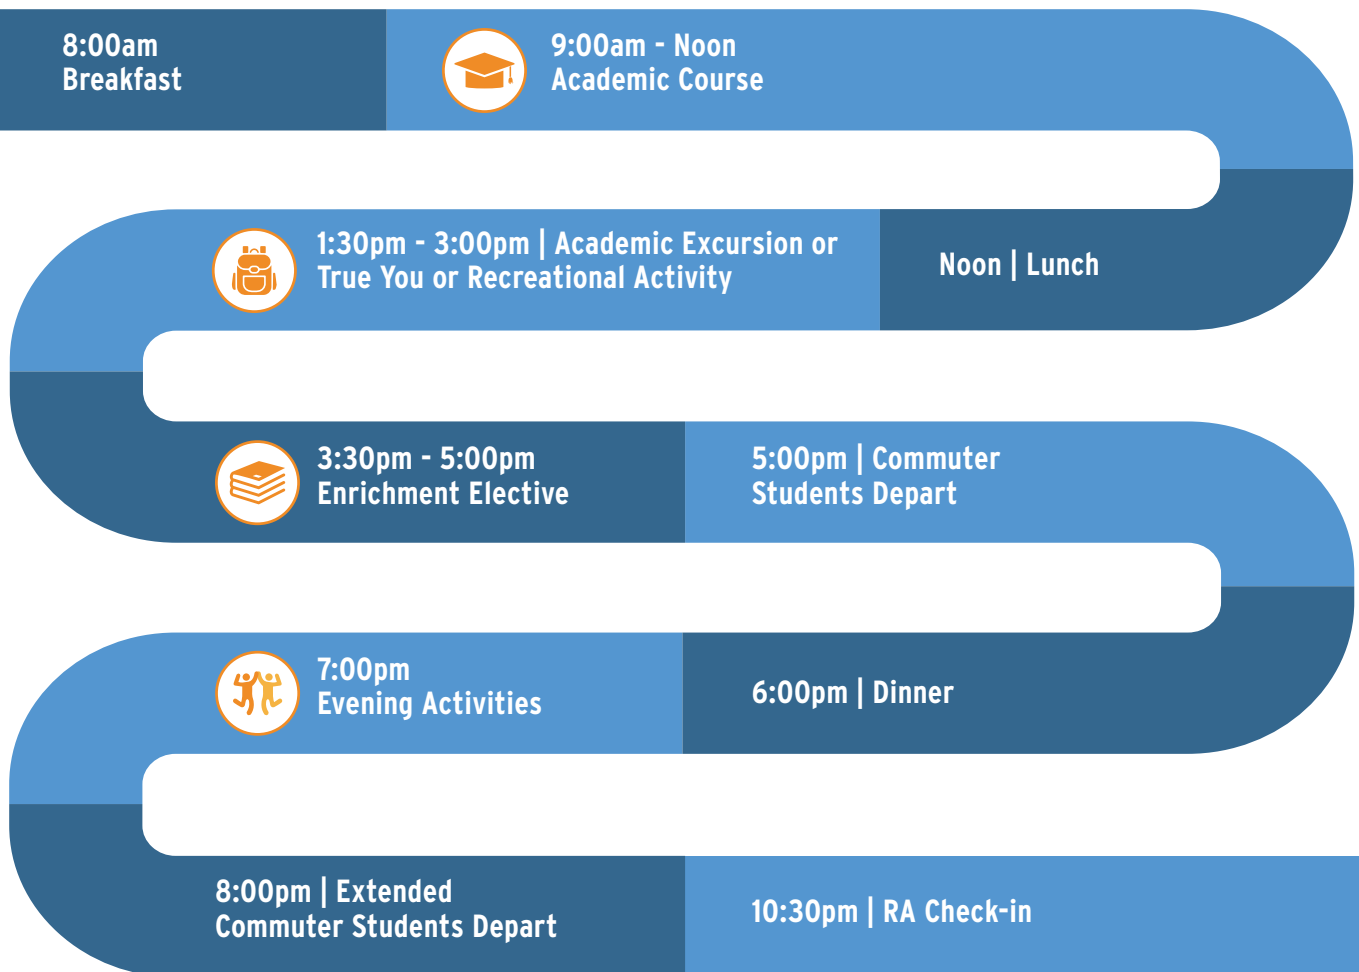 8:00am
Breakfast
9:00am - Noon
Academic Course
Noon | Lunch
1:30pm - 3:00pm | Academic Excursion or
True You or Recreational Activity
3:30pm - 5:00pm
Enrichment Elective
5:00pm | Commuter
Students Depart
6:00pm | Dinner
7:00pm
Evening Activities
8:00pm | Extended
Commuter Students Depart
10:30pm | RA Check-in